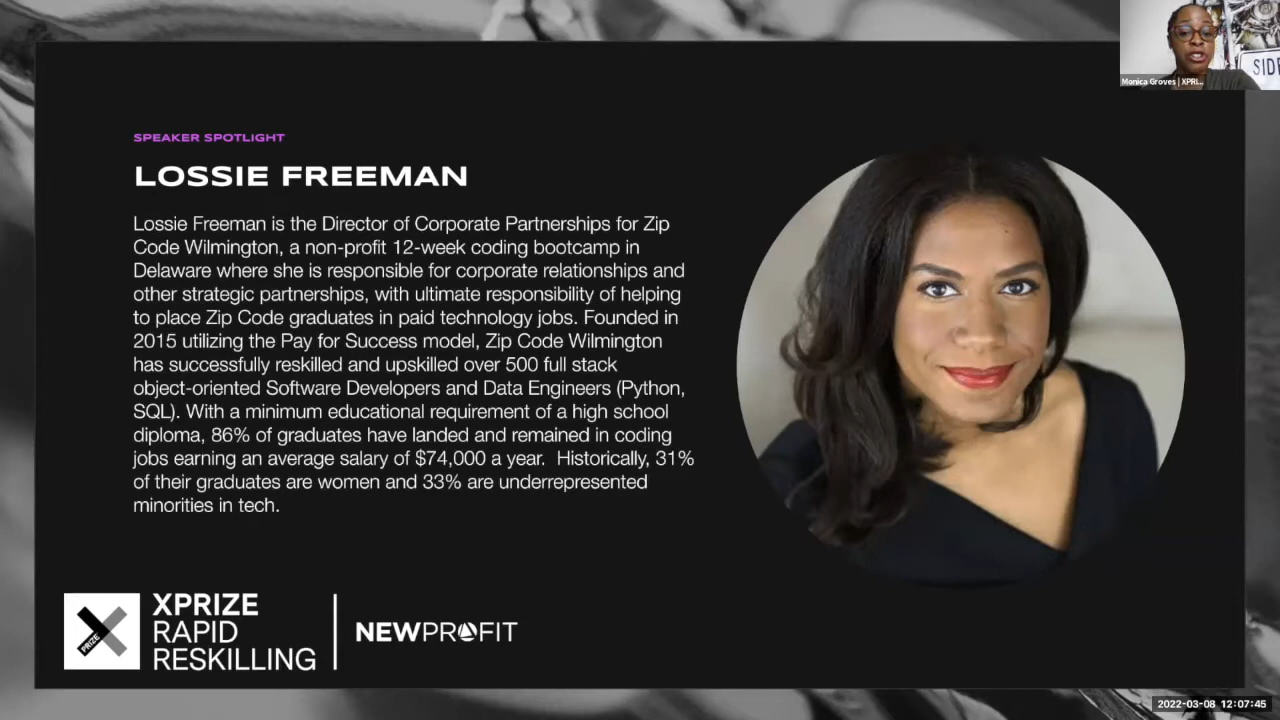 SPEAKER SPOTLIGHT
LOSSIE FREEMAN
Lossie Freeman is the Director of Corporate Partnerships for Zip
Code Wilmington, a non-profit 12-week coding bootcamp in
Delaware where she is responsible for corporate relationships and
other strategic partnerships, with ultimate responsibility of helping
to place Zip Code graduates in paid technology jobs. Founded in
2015 utilizing the Pay for Success model, Zip Code Wilmington
has successfully reskilled and upskilled over 500 full stack
object-oriented Software Developers and Data Engineers (Python,
SQL). With a minimum educational requirement of a high school
diploma, 86% of graduates have landed and remained in coding
jobs earning an average salary of $74,000 a year.  Historically, 31%
of their graduates are women and 33% are underrepresented
minorities in tech.
PRIZE
XPRIZE
RAPID
RESKILLING
NEWPROFIT
SIDE
Monica Groves | XPRI...
2022-03-08 12:07:45